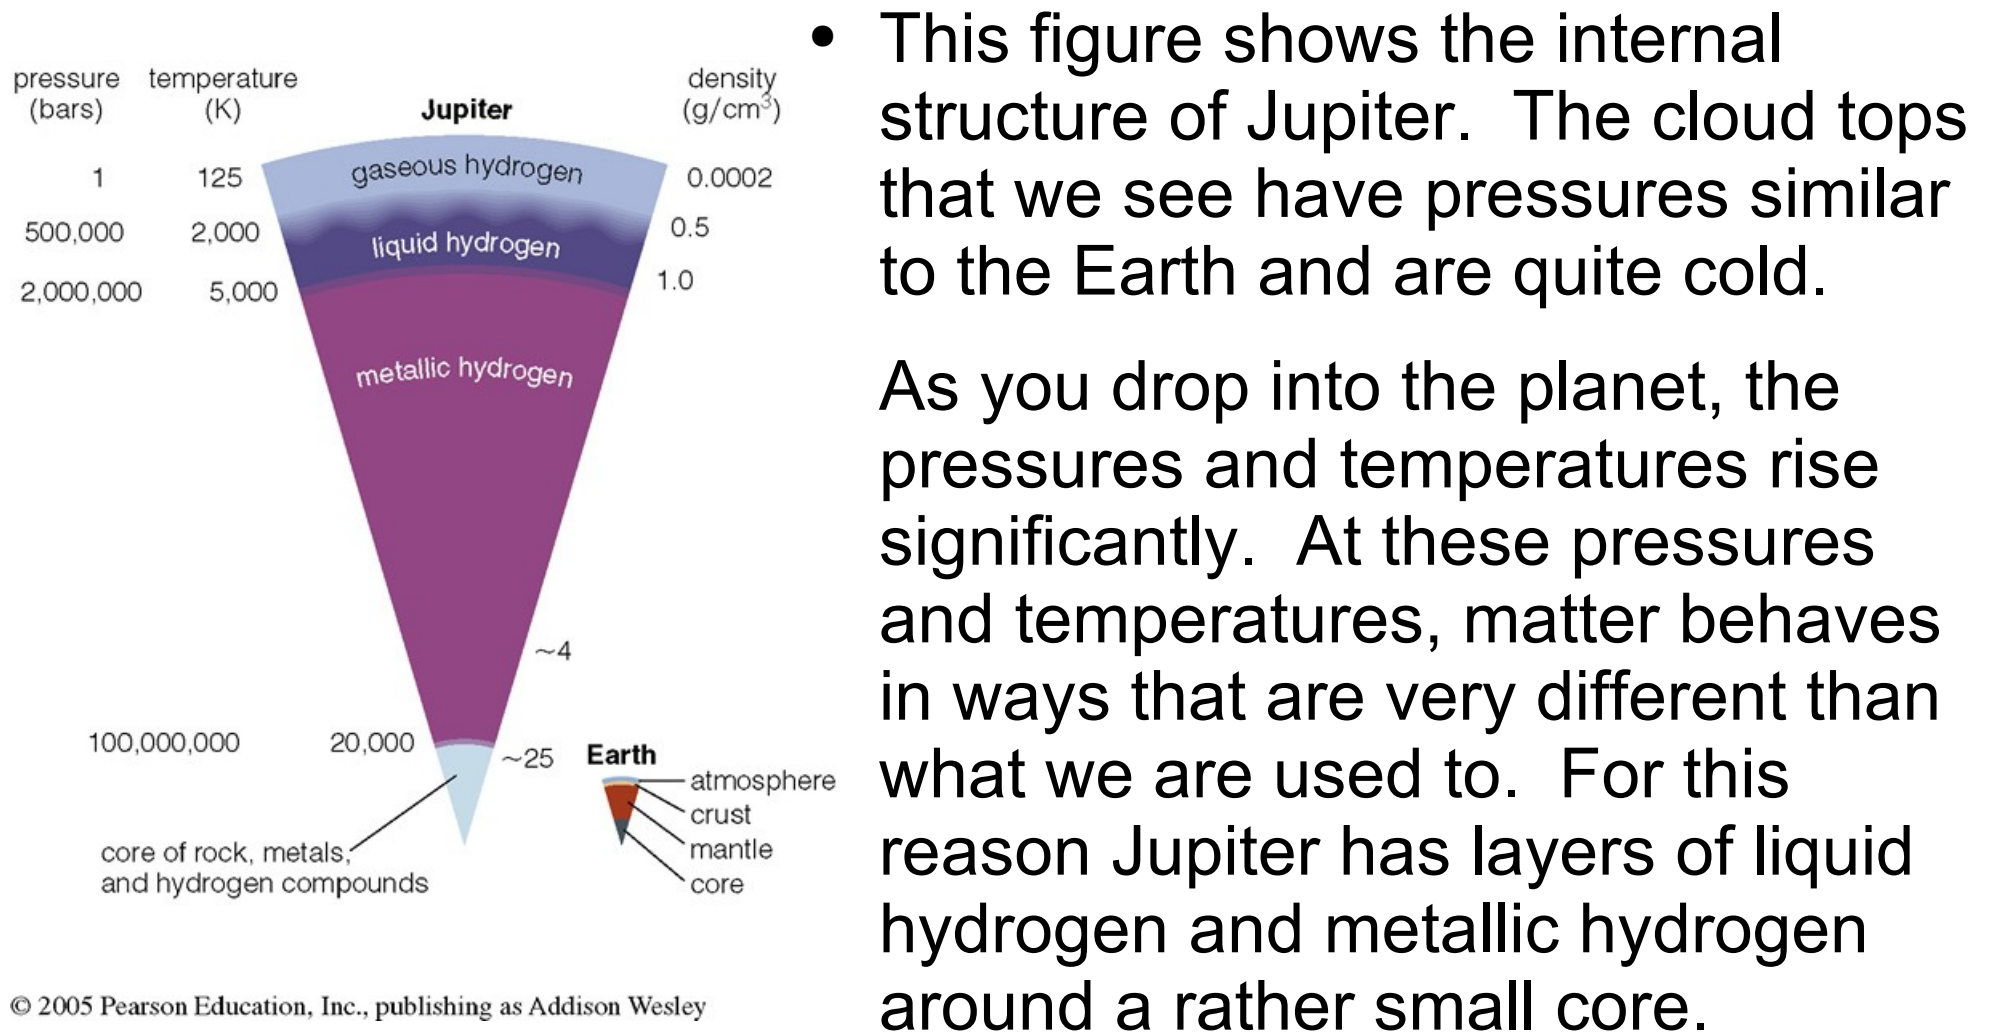 pressure temperature density
(bars) (K) Jupiter (g/cm³)
1 125 gaseous hydrogen 0.0002
500,000 2,000 liquid hydrogen 0.5
2,000,000 5,000 1.0
metallic hydrogen
~4
100,000,000 20,000 ~25 Earth
atmosphere
crust
mantle
core
core of rock, metals,
and hydrogen compounds
© 2005 Pearson Education, Inc., publishing as Addison Wesley
• This figure shows the internal
structure of Jupiter. The cloud tops
that we see have pressures similar
to the Earth and are quite cold.
As you drop into the planet, the
pressures and temperatures rise
significantly. At these pressures
and temperatures, matter behaves
in ways that are very different than
what we are used to. For this
reason Jupiter has layers of liquid
hydrogen and metallic hydrogen
around a rather small core.